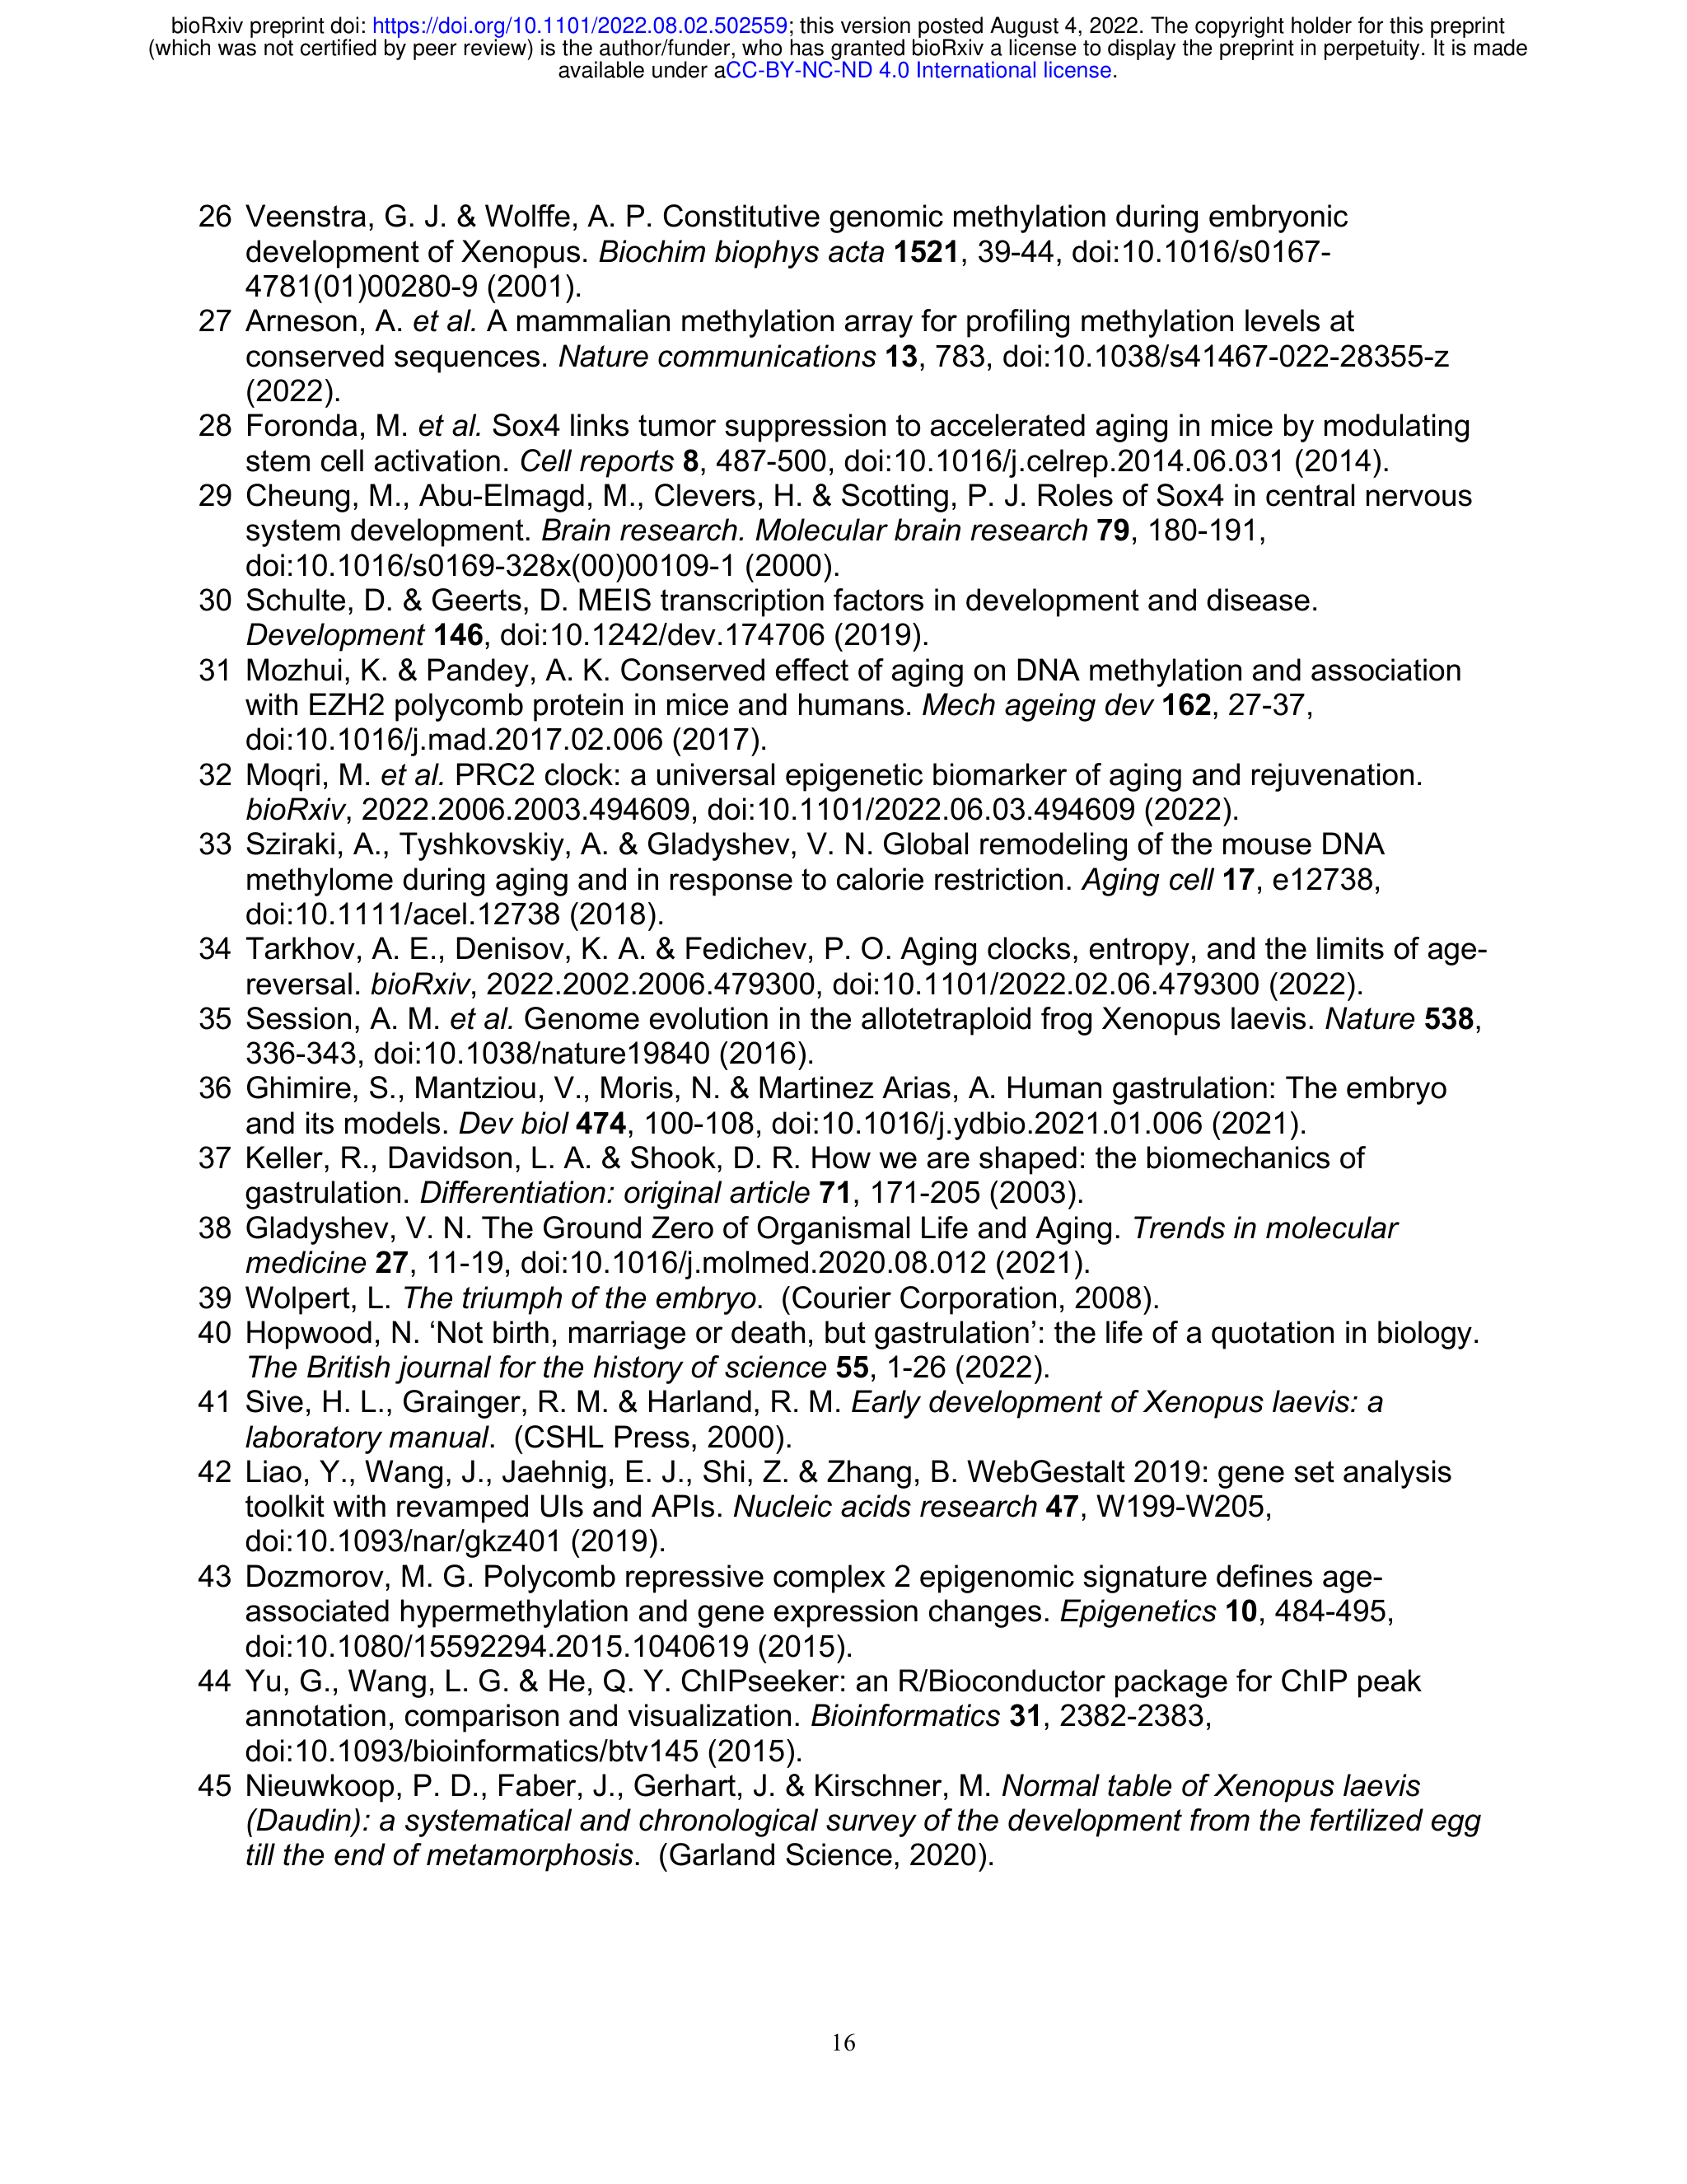 bioRxiv preprint doi: https://doi.org/10.1101/2022.08.02.502559; this version posted August 4, 2022. The copyright holder for this preprint
(which was not certified by peer review) is the author/funder, who has granted bioRxiv a license to display the preprint in perpetuity. It is made
available under aCC-BY-NC-ND 4.0 International license.
26 Veenstra, G. J. & Wolffe, A. P. Constitutive genomic methylation during embryonic
development of Xenopus. Biochim biophys acta 1521, 39-44, doi:10.1016/s0167-
4781(01)00280-9 (2001).
27 Arneson, A. et al. A mammalian methylation array for profiling methylation levels at
conserved sequences. Nature communications 13, 783, doi:10.1038/s41467-022-28355-z
(2022).
28 Foronda, M. et al. Sox4 links tumor suppression to accelerated aging in mice by modulating
stem cell activation. Cell reports 8, 487-500, doi:10.1016/j.celrep.2014.06.031 (2014).
29 Cheung, M., Abu-Elmagd, M., Clevers, H. & Scotting, P. J. Roles of Sox4 in central nervous
system development. Brain research. Molecular brain research 79, 180-191,
doi:10.1016/s0169-328x(00)00109-1 (2000).
30 Schulte, D. & Geerts, D. MEIS transcription factors in development and disease.
Development 146, doi:10.1242/dev.174706 (2019).
31 Mozhui, K. & Pandey, A. K. Conserved effect of aging on DNA methylation and association
with EZH2 polycomb protein in mice and humans. Mech ageing dev 162, 27-37,
doi:10.1016/j.mad.2017.02.006 (2017).
32 Moqri, M. et al. PRC2 clock: a universal epigenetic biomarker of aging and rejuvenation.
bioRxiv, 2022.2006.2003.494609, doi:10.1101/2022.06.03.494609 (2022).
33 Sziraki, A., Tyshkovskiy, A. & Gladyshev, V. N. Global remodeling of the mouse DNA
methylome during aging and in response to calorie restriction. Aging cell 17, e12738,
doi:10.1111/acel.12738 (2018).
34 Tarkhov, A. E., Denisov, K. A. & Fedichev, P. O. Aging clocks, entropy, and the limits of age-
reversal. bioRxiv, 2022.2002.2006.479300, doi:10.1101/2022.02.06.479300 (2022).
35 Session, A. M. et al. Genome evolution in the allotetraploid frog Xenopus laevis. Nature 538,
336-343, doi:10.1038/nature19840 (2016).
36 Ghimire, S., Mantziou, V., Moris, N. & Martinez Arias, A. Human gastrulation: The embryo
and its models. Dev biol 474, 100-108, doi:10.1016/j.ydbio.2021.01.006 (2021).
37 Keller, R., Davidson, L. A. & Shook, D. R. How we are shaped: the biomechanics of
gastrulation. Differentiation: original article 71, 171-205 (2003).
38 Gladyshev, V. N. The Ground Zero of Organismal Life and Aging. Trends in molecular
medicine 27, 11-19, doi:10.1016/j.molmed.2020.08.012 (2021).
39 Wolpert, L. The triumph of the embryo. (Courier Corporation, 2008).
40 Hopwood, N. ‘Not birth, marriage or death, but gastrulation’: the life of a quotation in biology.
The British journal for the history of science 55, 1-26 (2022).
41 Sive, H. L., Grainger, R. M. & Harland, R. M. Early development of Xenopus laevis: a
laboratory manual. (CSHL Press, 2000).
42 Liao, Y., Wang, J., Jaehnig, E. J., Shi, Z. & Zhang, B. WebGestalt 2019: gene set analysis
toolkit with revamped UIs and APIs. Nucleic acids research 47, W199-W205,
doi:10.1093/nar/gkz401 (2019).
43 Dozmorov, M. G. Polycomb repressive complex 2 epigenomic signature defines age-
associated hypermethylation and gene expression changes. Epigenetics 10, 484-495,
doi:10.1080/15592294.2015.1040619 (2015).
44 Yu, G., Wang, L. G. & He, Q. Y. ChIPseeker: an R/Bioconductor package for ChIP peak
annotation, comparison and visualization. Bioinformatics 31, 2382-2383,
doi:10.1093/bioinformatics/btv145 (2015).
45 Nieuwkoop, P. D., Faber, J., Gerhart, J. & Kirschner, M. Normal table of Xenopus laevis
(Daudin): a systematical and chronological survey of the development from the fertilized egg
till the end of metamorphosis. (Garland Science, 2020).
16